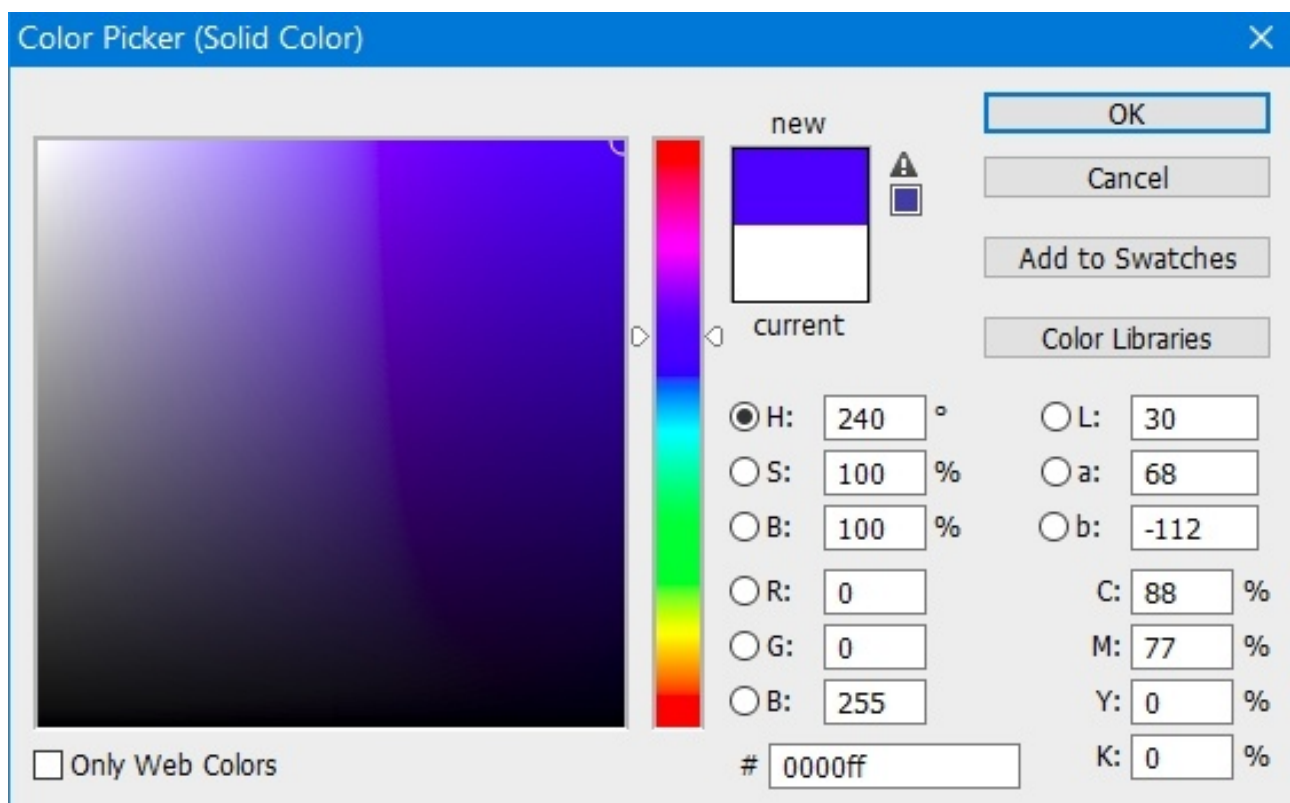 Color Picker (Solid Color)
new
current
OK
Cancel
Add to Swatches
Color Libraries
H: 240 °
S: 100 %
B: 100 %
R: 0
G: 0
B: 255
# 0000ff
L: 30
a: 68
b: -112
C: 88 %
M: 77 %
Y: 0 %
K: 0 %
Only Web Colors